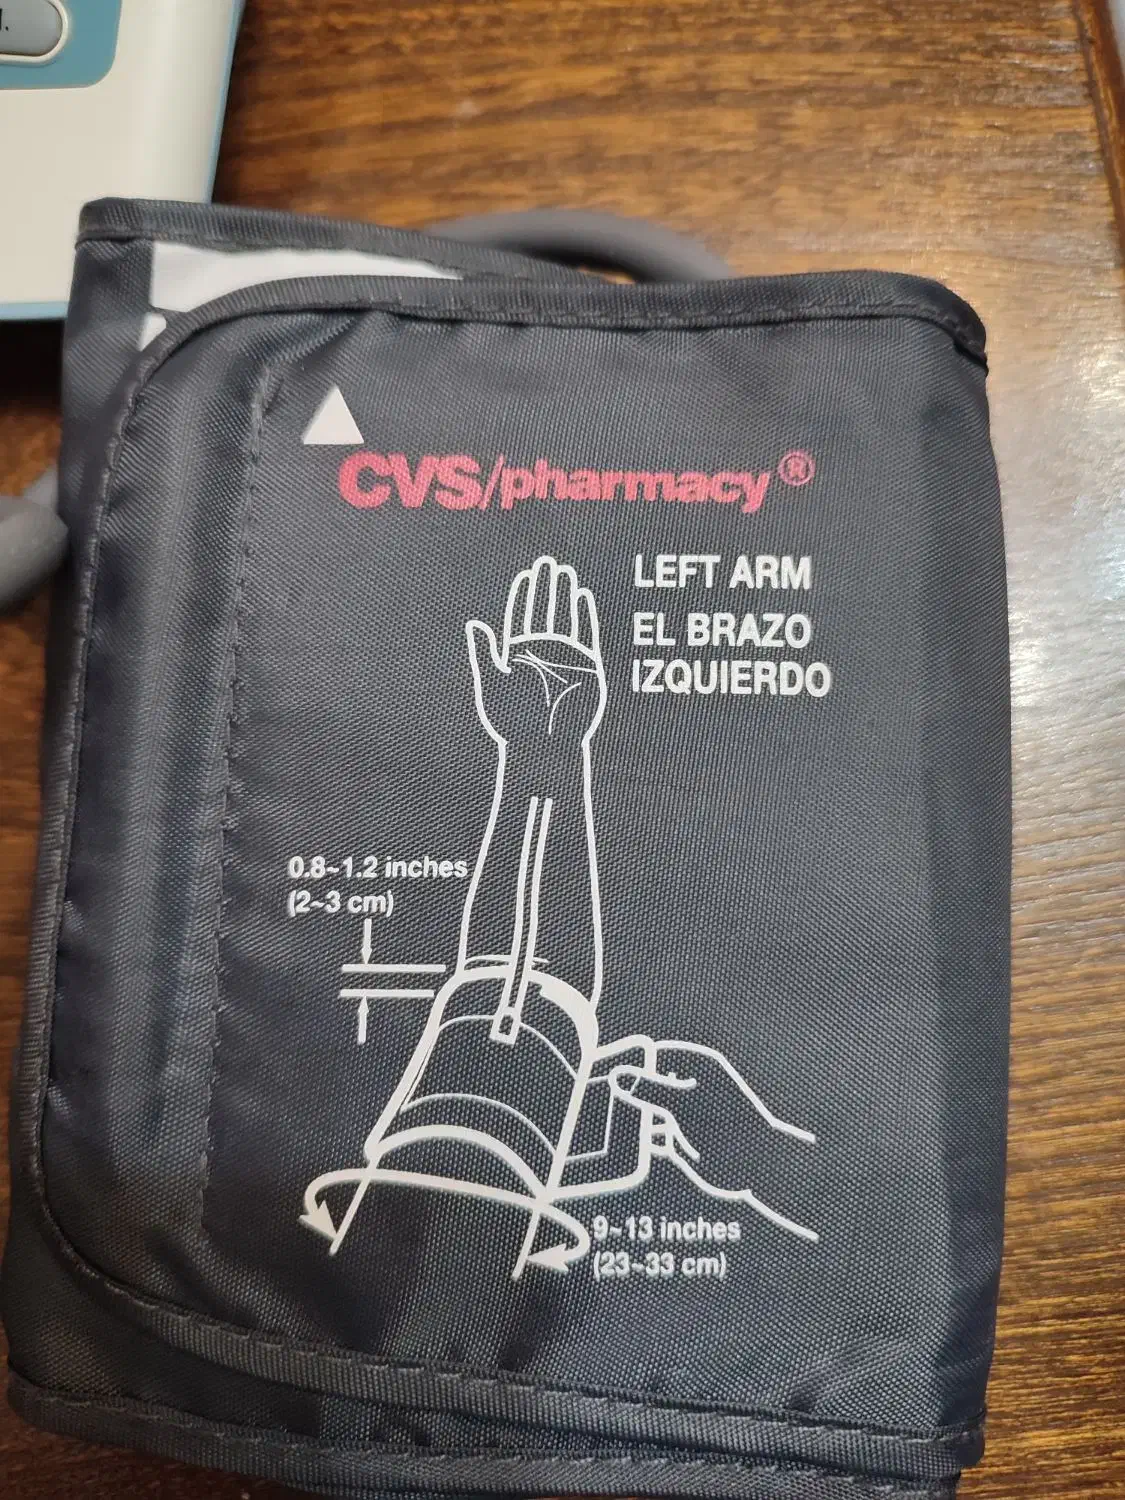 CVS/pharmacy®
LEFT ARM
EL BRAZO
IZQUIERDO
0.8~1.2 inches
(2~3 cm)
9~13 inches
(23~33 cm)